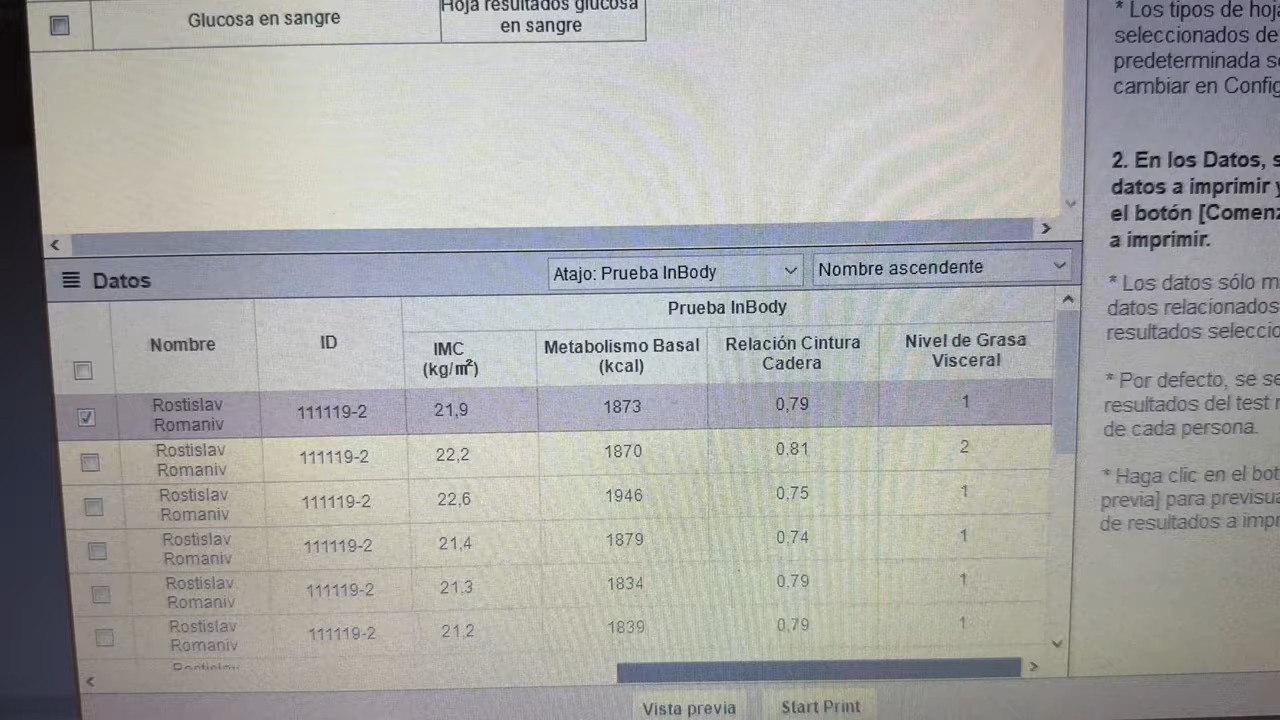 Glucosa en sangre
Hoja resultados glucosa
en sangre
* Los tipos de hoja
seleccionados de
predeterminada
cambiar en Config
2. En los Datos, s
datos a imprimir y
el botón [Comenz
a imprimir.
* Los datos sólo m
datos relacionados
resultados seleccio
* Por defecto, se se
resultados del test
de cada persona.
* Haga clic en el bot
previa] para previsua
de resultados a impr
Datos
Atajo: Prueba InBody
Nombre ascendente
Prueba InBody
Nombre
ID
IMC
(kg/m²)
Metabolismo Basal
(kcal)
Relación Cintura
Cadera
Nivel de Grasa
Visceral
Rostislav
Romaniv
111119-2 21,9 1873 0,79 1
Rostislav
Romaniv
111119-2 22,2 1870 0,81 2
Rostislav
Romaniv
111119-2 22,6 1946 0,75 1
Rostislav
Romaniv
111119-2 21,4 1879 0,74 1
Rostislav
Romaniv
111119-2 21,3 1834 0,79 1
Rostislav
Romaniv
111119-2 21,2 1839 0,79 1
Vista previa
Start Print